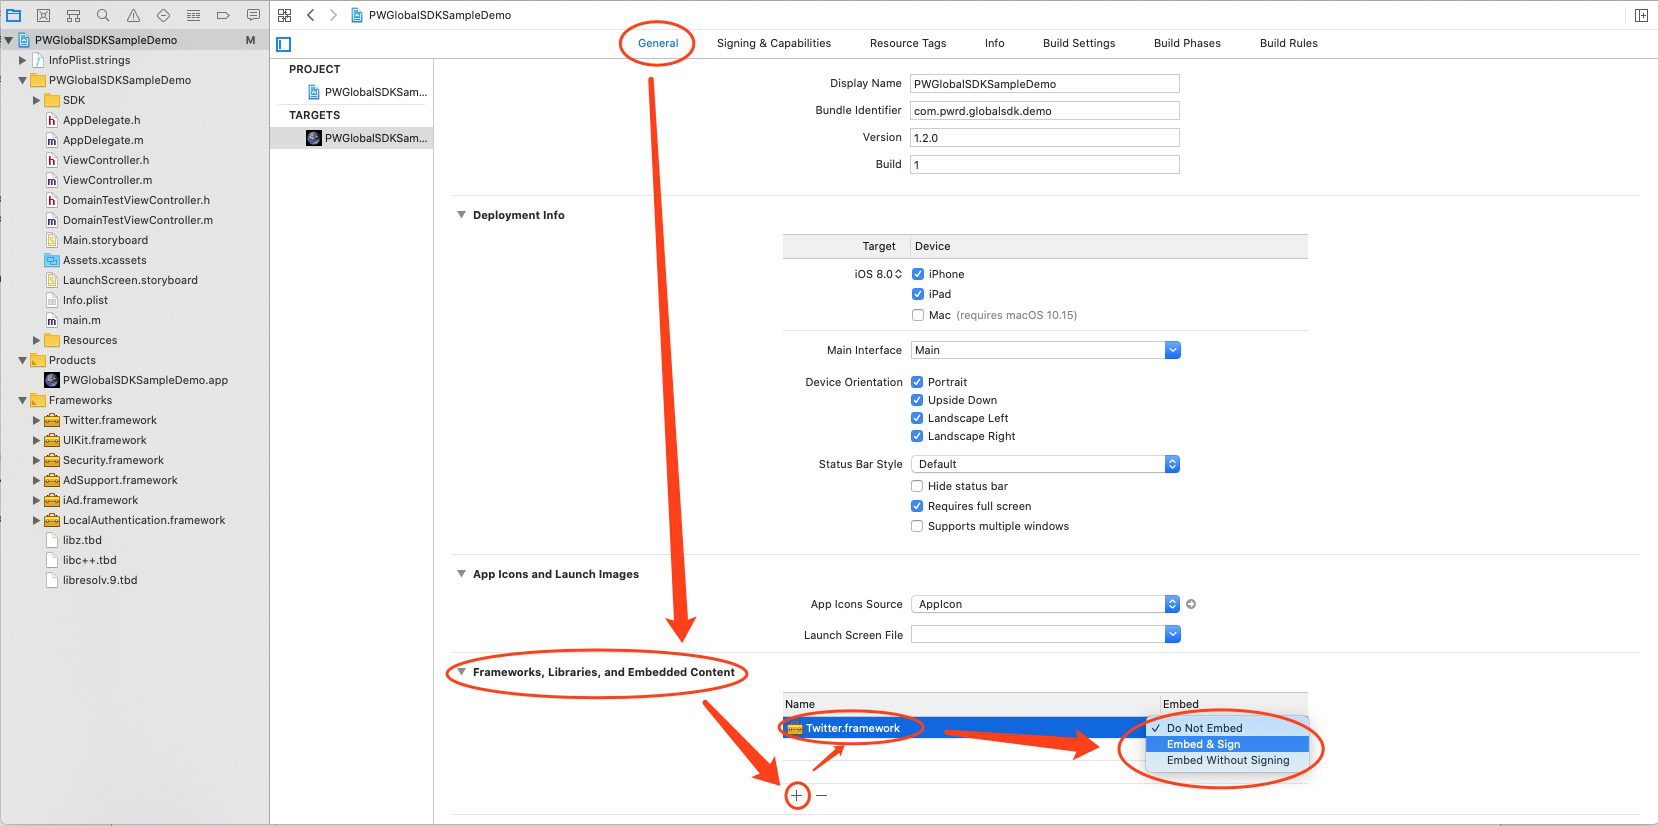 PWGlobalSDKSampleDemo
PWGlobalSDKSampleDemo M
InfoPlist.strings
PWGlobalSDKSampleDemo
SDK
AppDelegate.h
AppDelegate.m
ViewController.h
ViewController.m
DomainTestViewController.h
DomainTestViewController.m
Main.storyboard
Assets.xcassets
LaunchScreen.storyboard
Info.plist
main.m
Resources
Products
PWGlobalSDKSampleDemo.app
Frameworks
Twitter.framework
UIKit.framework
Security.framework
AdSupport.framework
iAd.framework
LocalAuthentication.framework
libz.tbd
libc++.tbd
libresolv.9.tbd
General Signing & Capabilities Resource Tags Info Build Settings Build Phases Build Rules
PROJECT
PWGlobalSDKSam...
TARGETS
PWGlobalSDKSam...
Display Name PWGlobalSDKSampleDemo
Bundle Identifier com.pwrd.globalsdk.demo
Version 1.2.0
Build 1
Deployment Info
Target Device
iOS 8.0 iPhone
iPad
Mac (requires macOS 10.15)
Main Interface Main
Device Orientation Portrait
Upside Down
Landscape Left
Landscape Right
Status Bar Style Default
Hide status bar
Requires full screen
Supports multiple windows
App Icons and Launch Images
App Icons Source AppIcon
Launch Screen File
Frameworks, Libraries, and Embedded Content
Name Embed
Twitter.framework Do Not Embed
Embed & Sign
Embed Without Signing